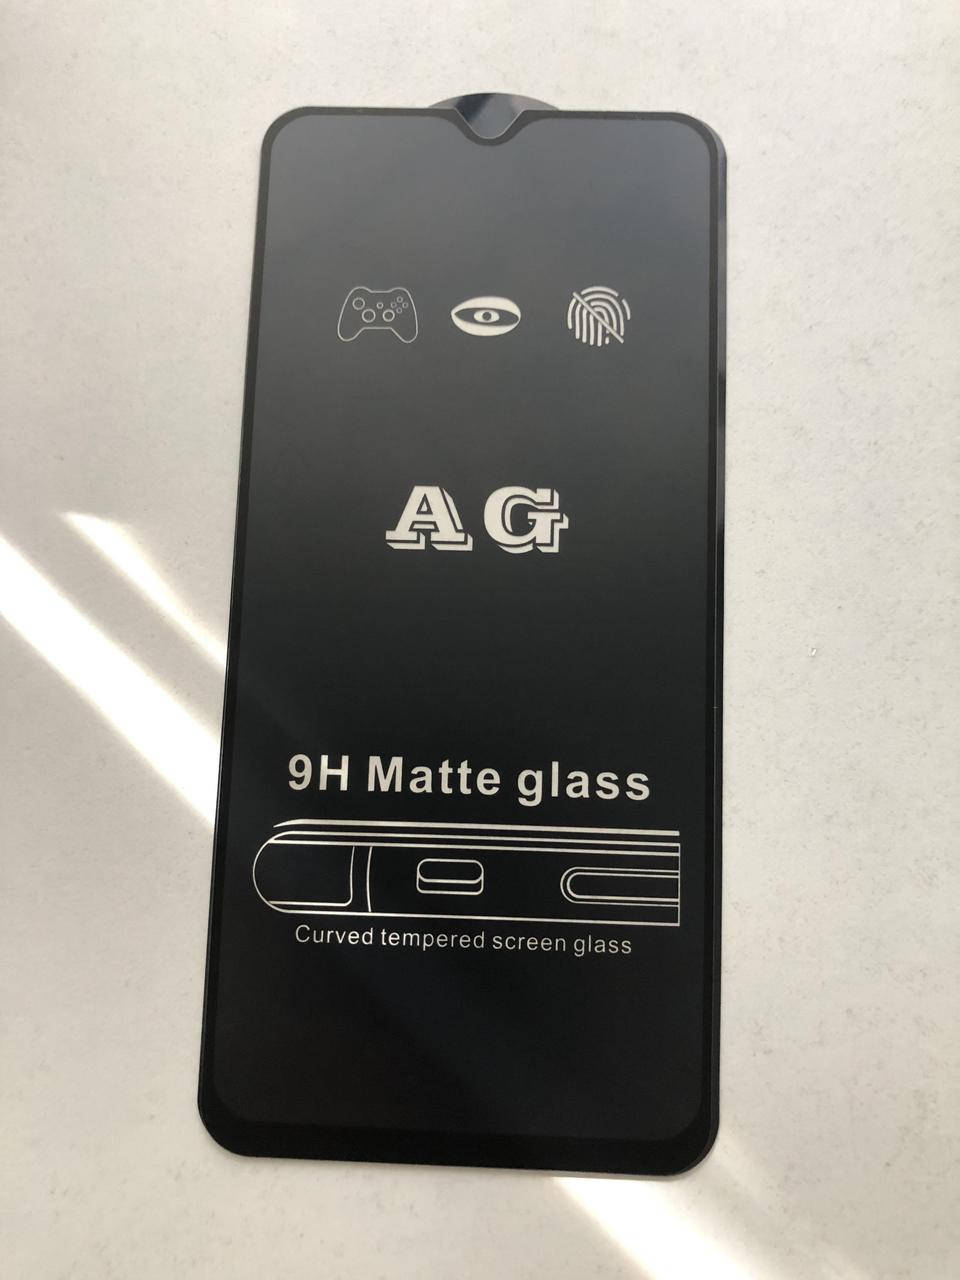 AG
9H Matte glass
Curved tempered screen glass